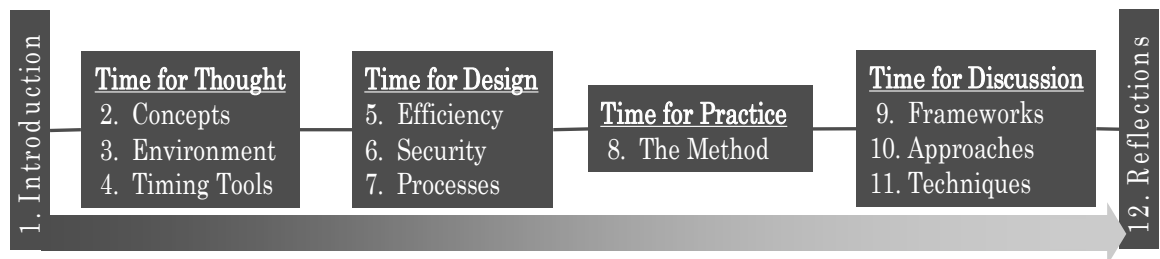 1. Introduction
Time for Thought
2. Concepts
3. Environment
4. Timing Tools
Time for Design
5. Efficiency
6. Security
7. Processes
Time for Practice
8. The Method
Time for Discussion
9. Frameworks
10. Approaches
11. Techniques
12. Reflections